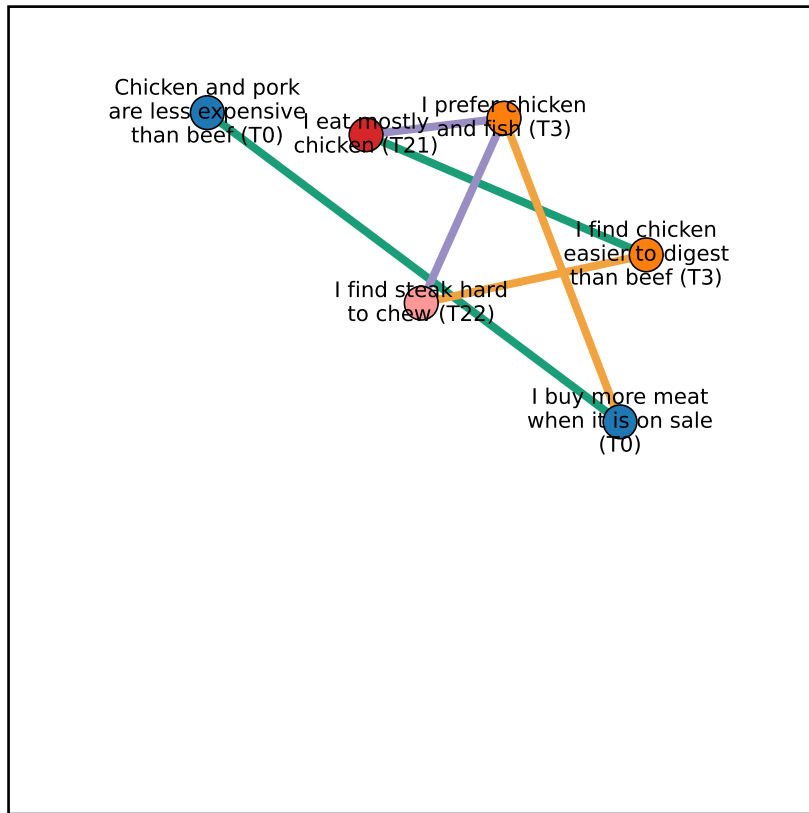 Chicken and pork
are less expensive
than beef (T0)
I eat mostly
chicken (T21)
I prefer chicken
and fish (T3)
I find chicken
easier to digest
than beef (T3)
I find steak hard
to chew (T22)
I buy more meat
when it is on sale
(T0)